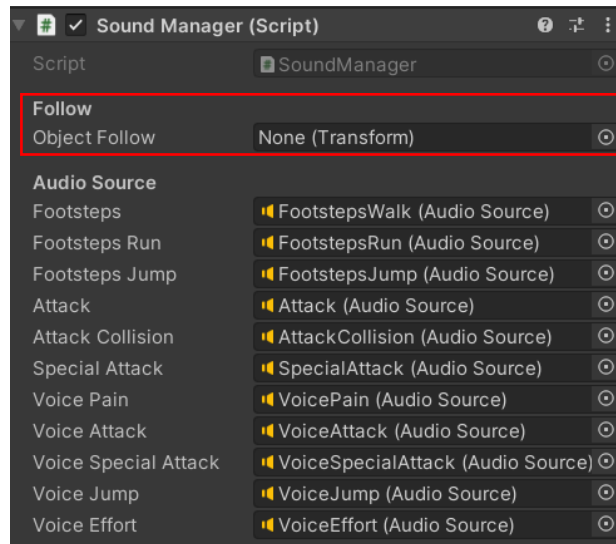 Sound Manager (Script)
Script SoundManager
Follow
Object Follow None (Transform)
Audio Source
Footsteps FootstepsWalk (Audio Source)
Footsteps Run FootstepsRun (Audio Source)
Footsteps Jump FootstepsJump (Audio Source)
Attack Attack (Audio Source)
Attack Collision AttackCollision (Audio Source)
Special Attack SpecialAttack (Audio Source)
Voice Pain VoicePain (Audio Source)
Voice Attack VoiceAttack (Audio Source)
Voice Special Attack VoiceSpecialAttack (Audio Source)
Voice Jump VoiceJump (Audio Source)
Voice Effort VoiceEffort (Audio Source)